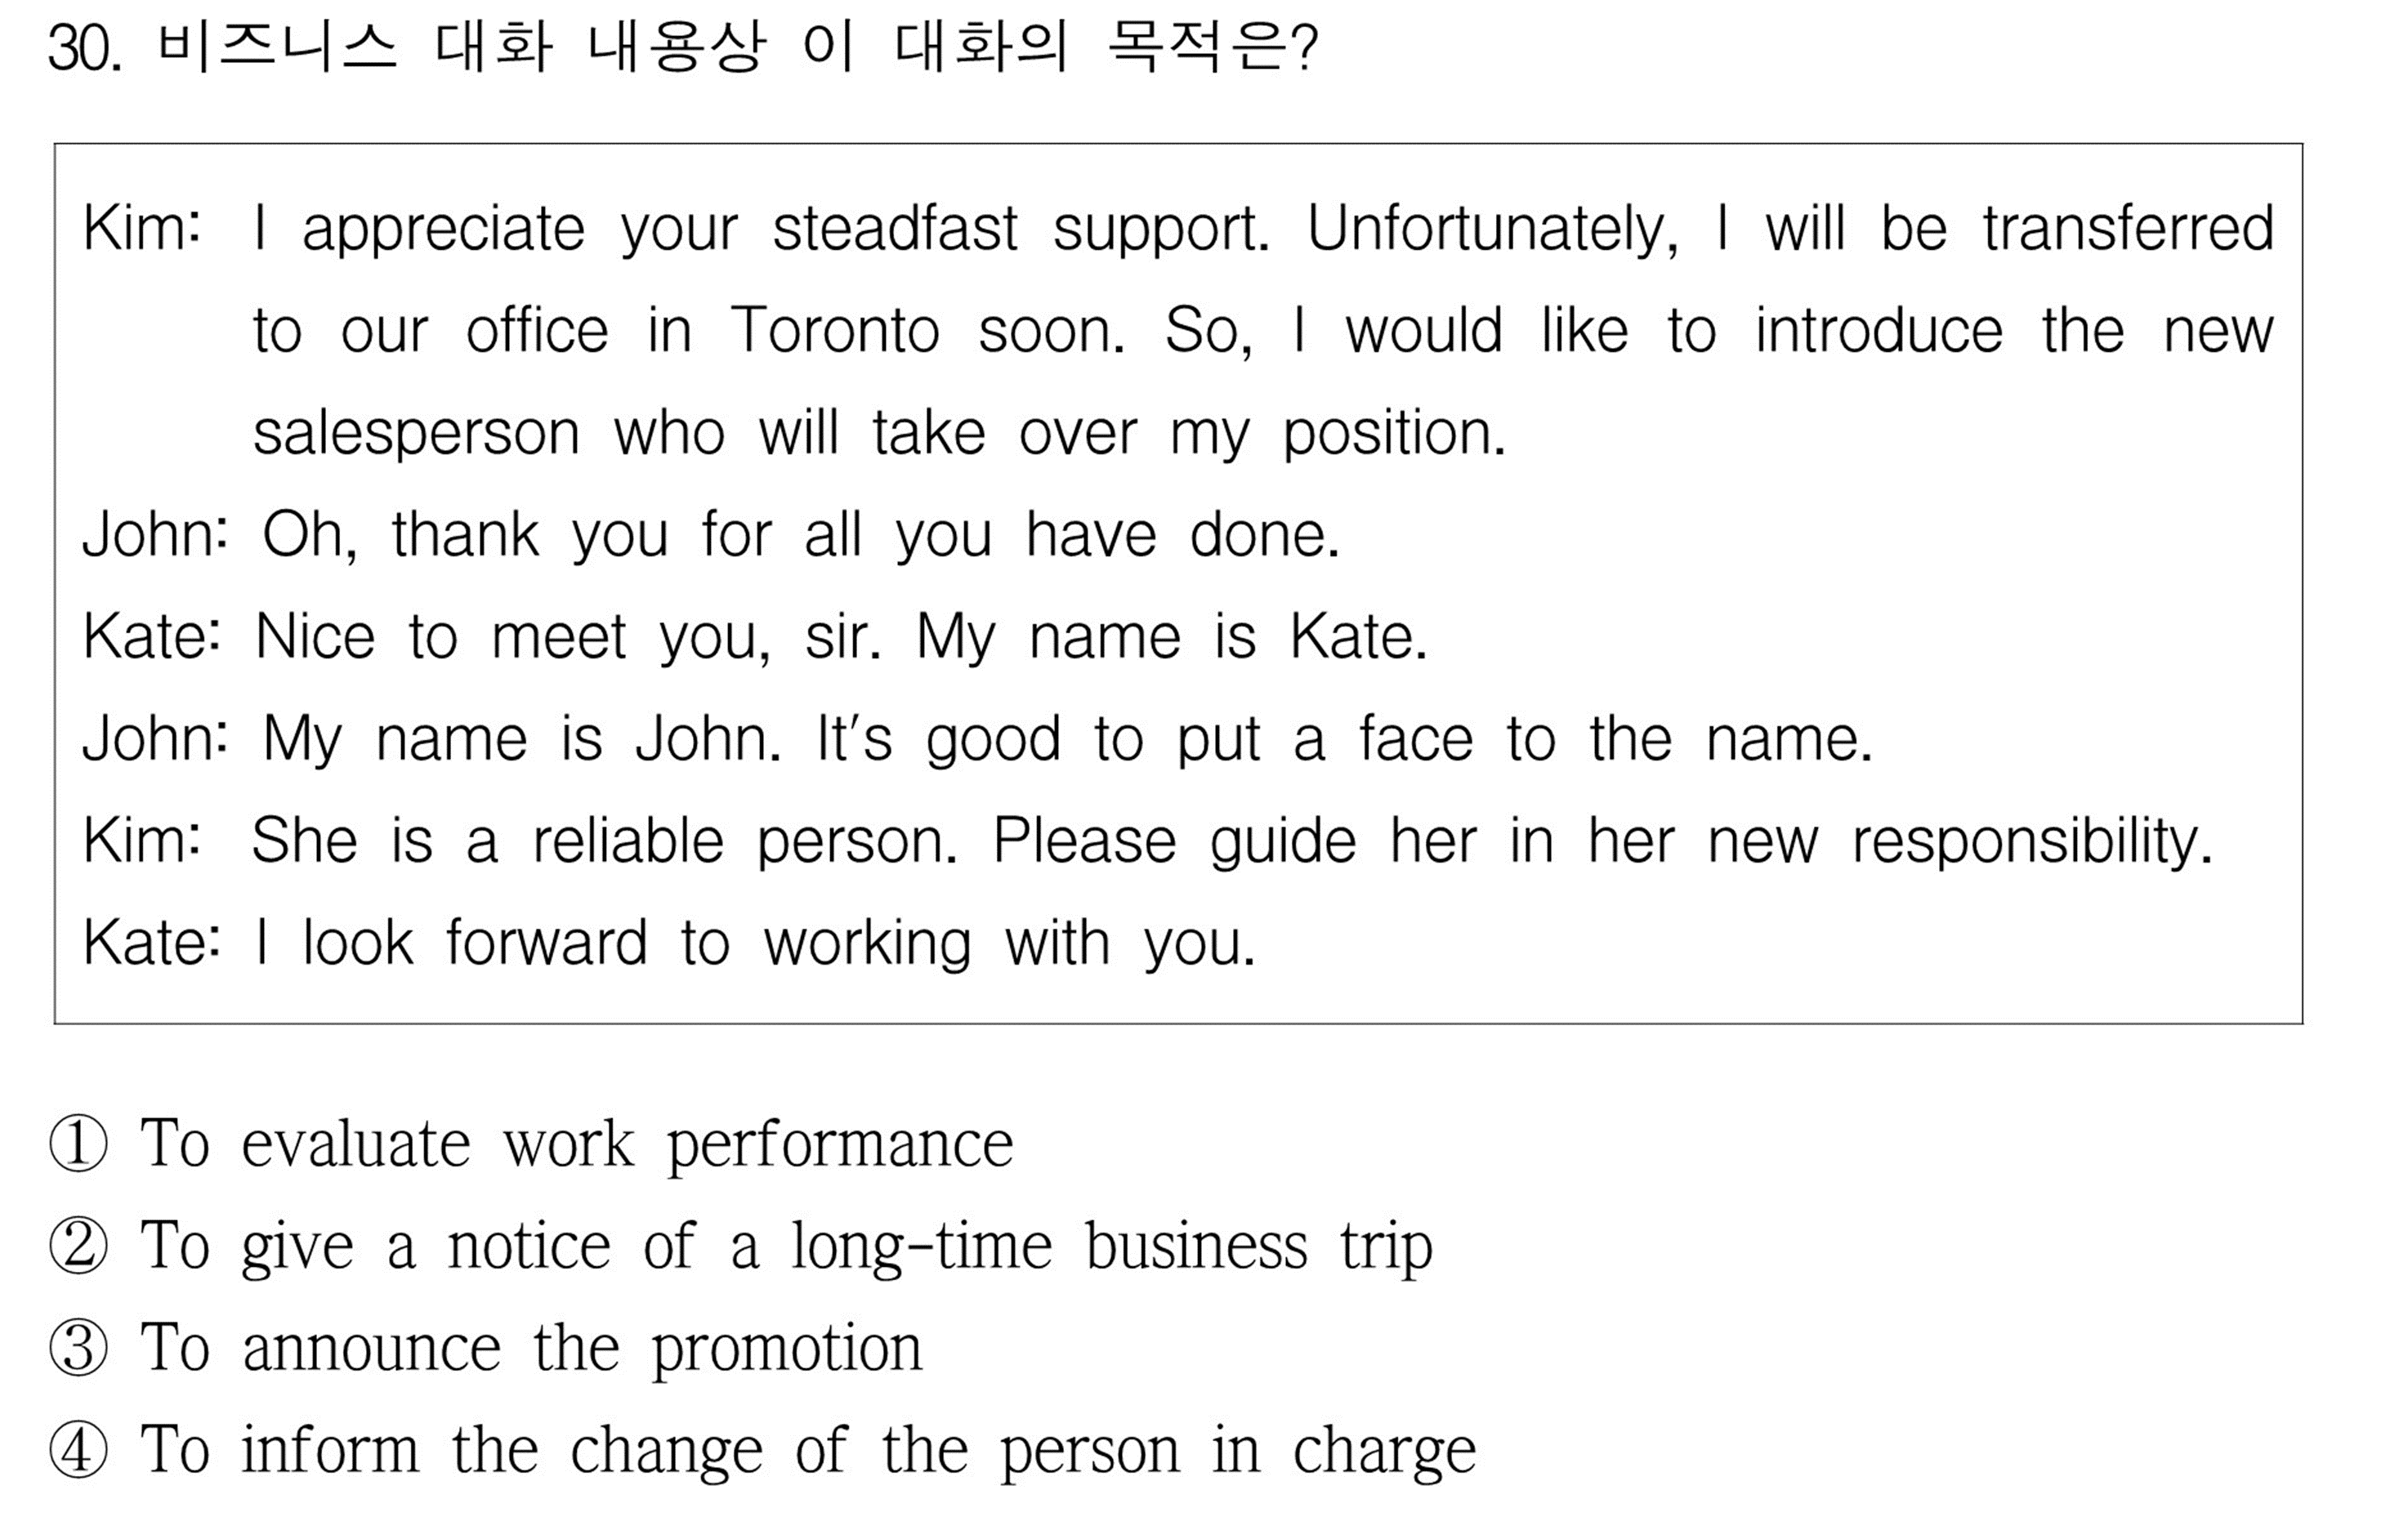 30. 비즈니스 대화 내용상 이 대화의 목적은?
Kim: I appreciate your steadfast support. Unfortunately, I will be transferred
to our office in Toronto soon. So, I would like to introduce the new
salesperson who will take over my position.
John: Oh, thank you for all you have done.
Kate: Nice to meet you, sir. My name is Kate.
John: My name is John. It's good to put a face to the name.
Kim: She is a reliable person. Please guide her in her new responsibility.
Kate: I look forward to working with you.
① To evaluate work performance
② To give a notice of a long-time business trip
③ To announce the promotion
④ To inform the change of the person in charge